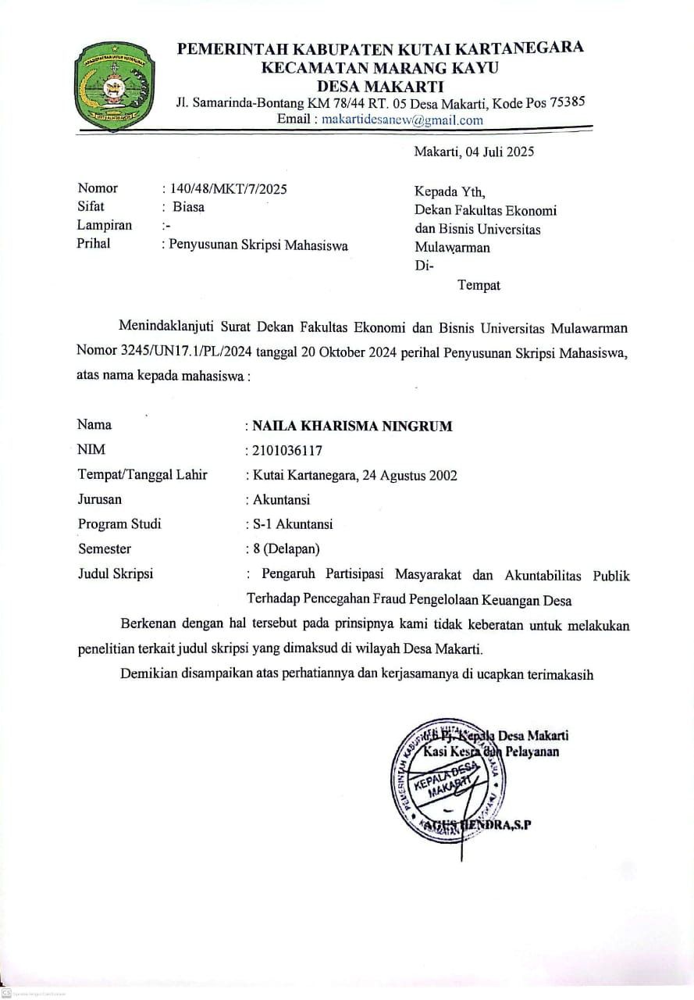 PEMERINTAH KABUPATEN KUTAI KARTANEGARA
KECAMATAN MARANG KAYU
DESA MAKARTI
Jl. Samarinda-Bontang KM 78/44 RT. 05 Desa Makarti, Kode Pos 75385
Email : makartidesanew@gmail.com
Makarti, 04 Juli 2025
Nomor : 140/48/MKT/7/2025
Sifat : Biasa
Lampiran :-
Prihal : Penyusunan Skripsi Mahasiswa
Kepada Yth,
Dekan Fakultas Ekonomi
dan Bisnis Universitas
Mulawarman
Di-
Tempat
Menindaklanjuti Surat Dekan Fakultas Ekonomi dan Bisnis Universitas Mulawarman
Nomor 3245/UN17.1/PL/2024 tanggal 20 Oktober 2024 perihal Penyusunan Skripsi Mahasiswa,
atas nama kepada mahasiswa :
Nama : NAILA KHARISMA NINGRUM
NIM : 2101036117
Tempat/Tanggal Lahir : Kutai Kartanegara, 24 Agustus 2002
Jurusan : Akuntansi
Program Studi : S-1 Akuntansi
Semester : 8 (Delapan)
Judul Skripsi : Pengaruh Partisipasi Masyarakat dan Akuntabilitas Publik
Terhadap Pencegahan Fraud Pengelolaan Keuangan Desa
Berkenan dengan hal tersebut pada prinsipnya kami tidak keberatan untuk melakukan
penelitian terkait judul skripsi yang dimaksud di wilayah Desa Makarti.
Demikian disampaikan atas perhatiannya dan kerjasamanya di ucapkan terimakasih
Pj. Kepala Desa Makarti
Kasi Kesra dan Pelayanan
KEPALA DESA
MAKARTI
PEMERINTAH KABUPATEN
HENDRA,S.P
CS